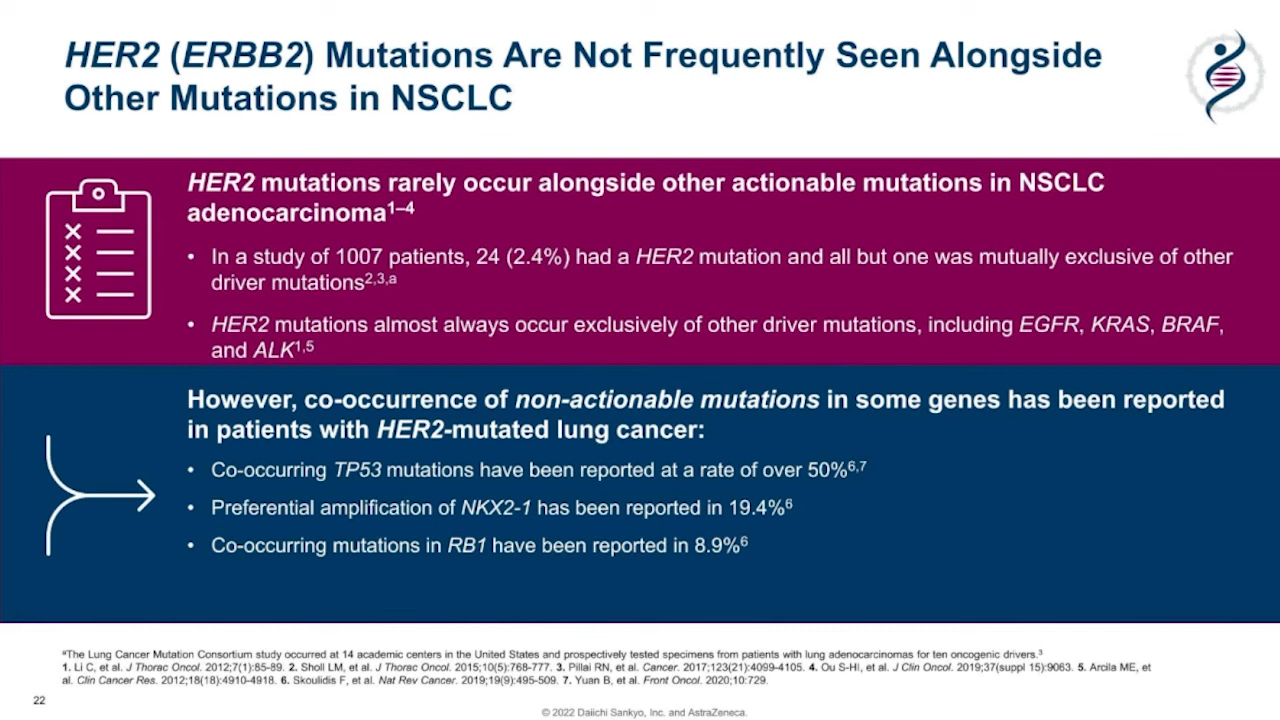 HER2 (ERBB2) Mutations Are Not Frequently Seen Alongside
Other Mutations in NSCLC
HER2 mutations rarely occur alongside other actionable mutations in NSCLC
adenocarcinoma1–4
• In a study of 1007 patients, 24 (2.4%) had a HER2 mutation and all but one was mutually exclusive of other
driver mutations2,3,a
• HER2 mutations almost always occur exclusively of other driver mutations, including EGFR, KRAS, BRAF,
and ALK1,5
However, co-occurrence of non-actionable mutations in some genes has been reported
in patients with HER2-mutated lung cancer:
• Co-occurring TP53 mutations have been reported at a rate of over 50%6,7
• Preferential amplification of NKX2-1 has been reported in 19.4%6
• Co-occurring mutations in RB1 have been reported in 8.9%6
aThe Lung Cancer Mutation Consortium study occurred at 14 academic centers in the United States and prospectively tested specimens from patients with lung adenocarcinomas for ten oncogenic drivers.3
1. Li C, et al. J Thorac Oncol. 2012;7(1):85-89. 2. Sholl LM, et al. J Thorac Oncol. 2015;10(5):768-777. 3. Pillai RN, et al. Cancer. 2017;123(21):4099-4105. 4. Ou S-HI, et al. J Clin Oncol. 2019;37(suppl 15):9063. 5. Arcila ME, et
al. Clin Cancer Res. 2012;18(18):4910-4918. 6. Skoulidis F, et al. Nat Rev Cancer. 2019;19(9):495-509. 7. Yuan B, et al. Front Oncol. 2020;10:729.
22
© 2022 Daiichi Sankyo, Inc. and AstraZeneca.